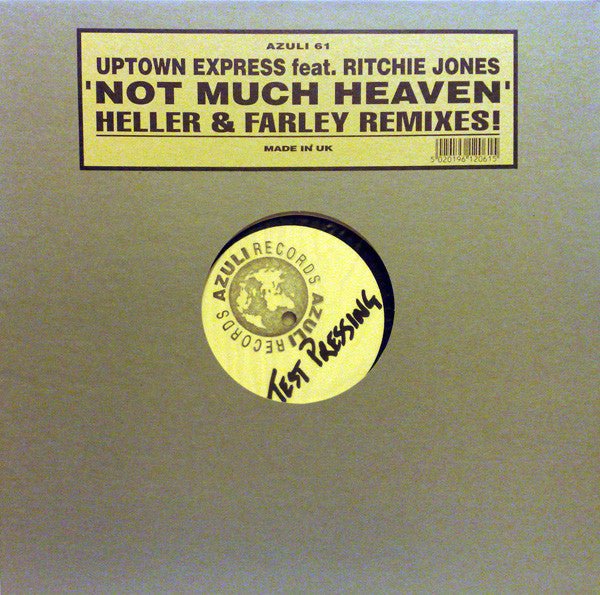 AZULI 61
UPTOWN EXPRESS feat. RITCHIE JONES
'NOT MUCH HEAVEN'
HELLER & FARLEY REMIXES!
MADE IN UK
5 020196 120615
AZULI RECORDS AZULI RECORDS
TEST PRESSING